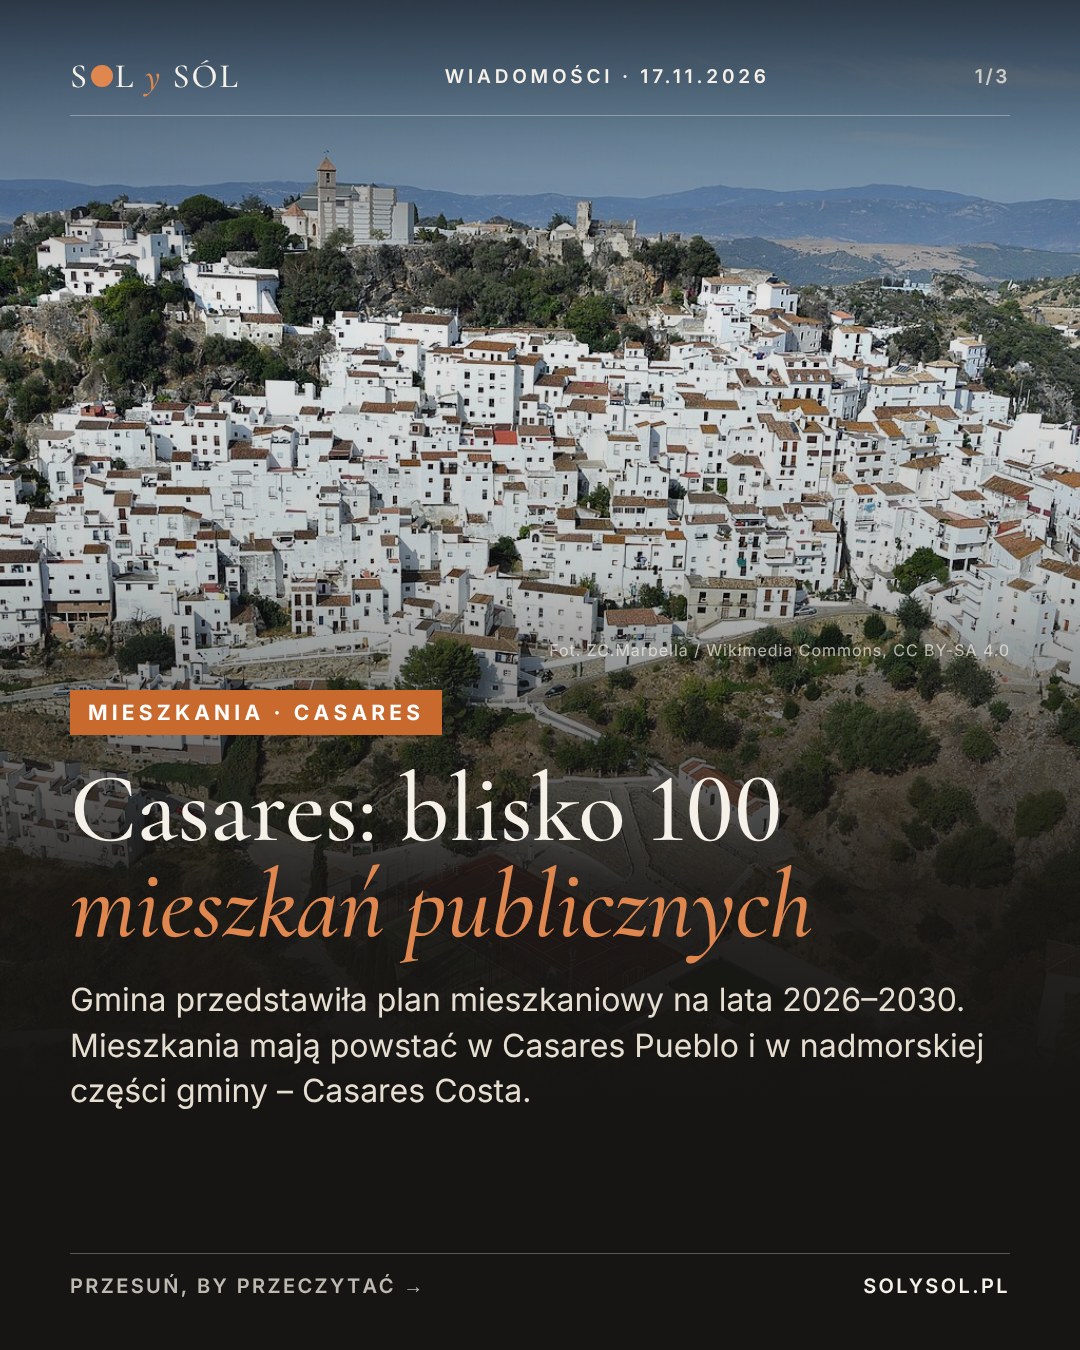 SOL y SÓL
WIADOMOŚCI · 17.11.2026
1/3
Fot. ZC.Marbella / Wikimedia Commons, CC BY-SA 4.0
MIESZKANIA · CASARES
Casares: blisko 100
mieszkań publicznych
Gmina przedstawiła plan mieszkaniowy na lata 2026–2030.
Mieszkania mają powstać w Casares Pueblo i w nadmorskiej
części gminy – Casares Costa.
PRZESUŃ, BY PRZECZYTAĆ →
SOLYSOL.PL